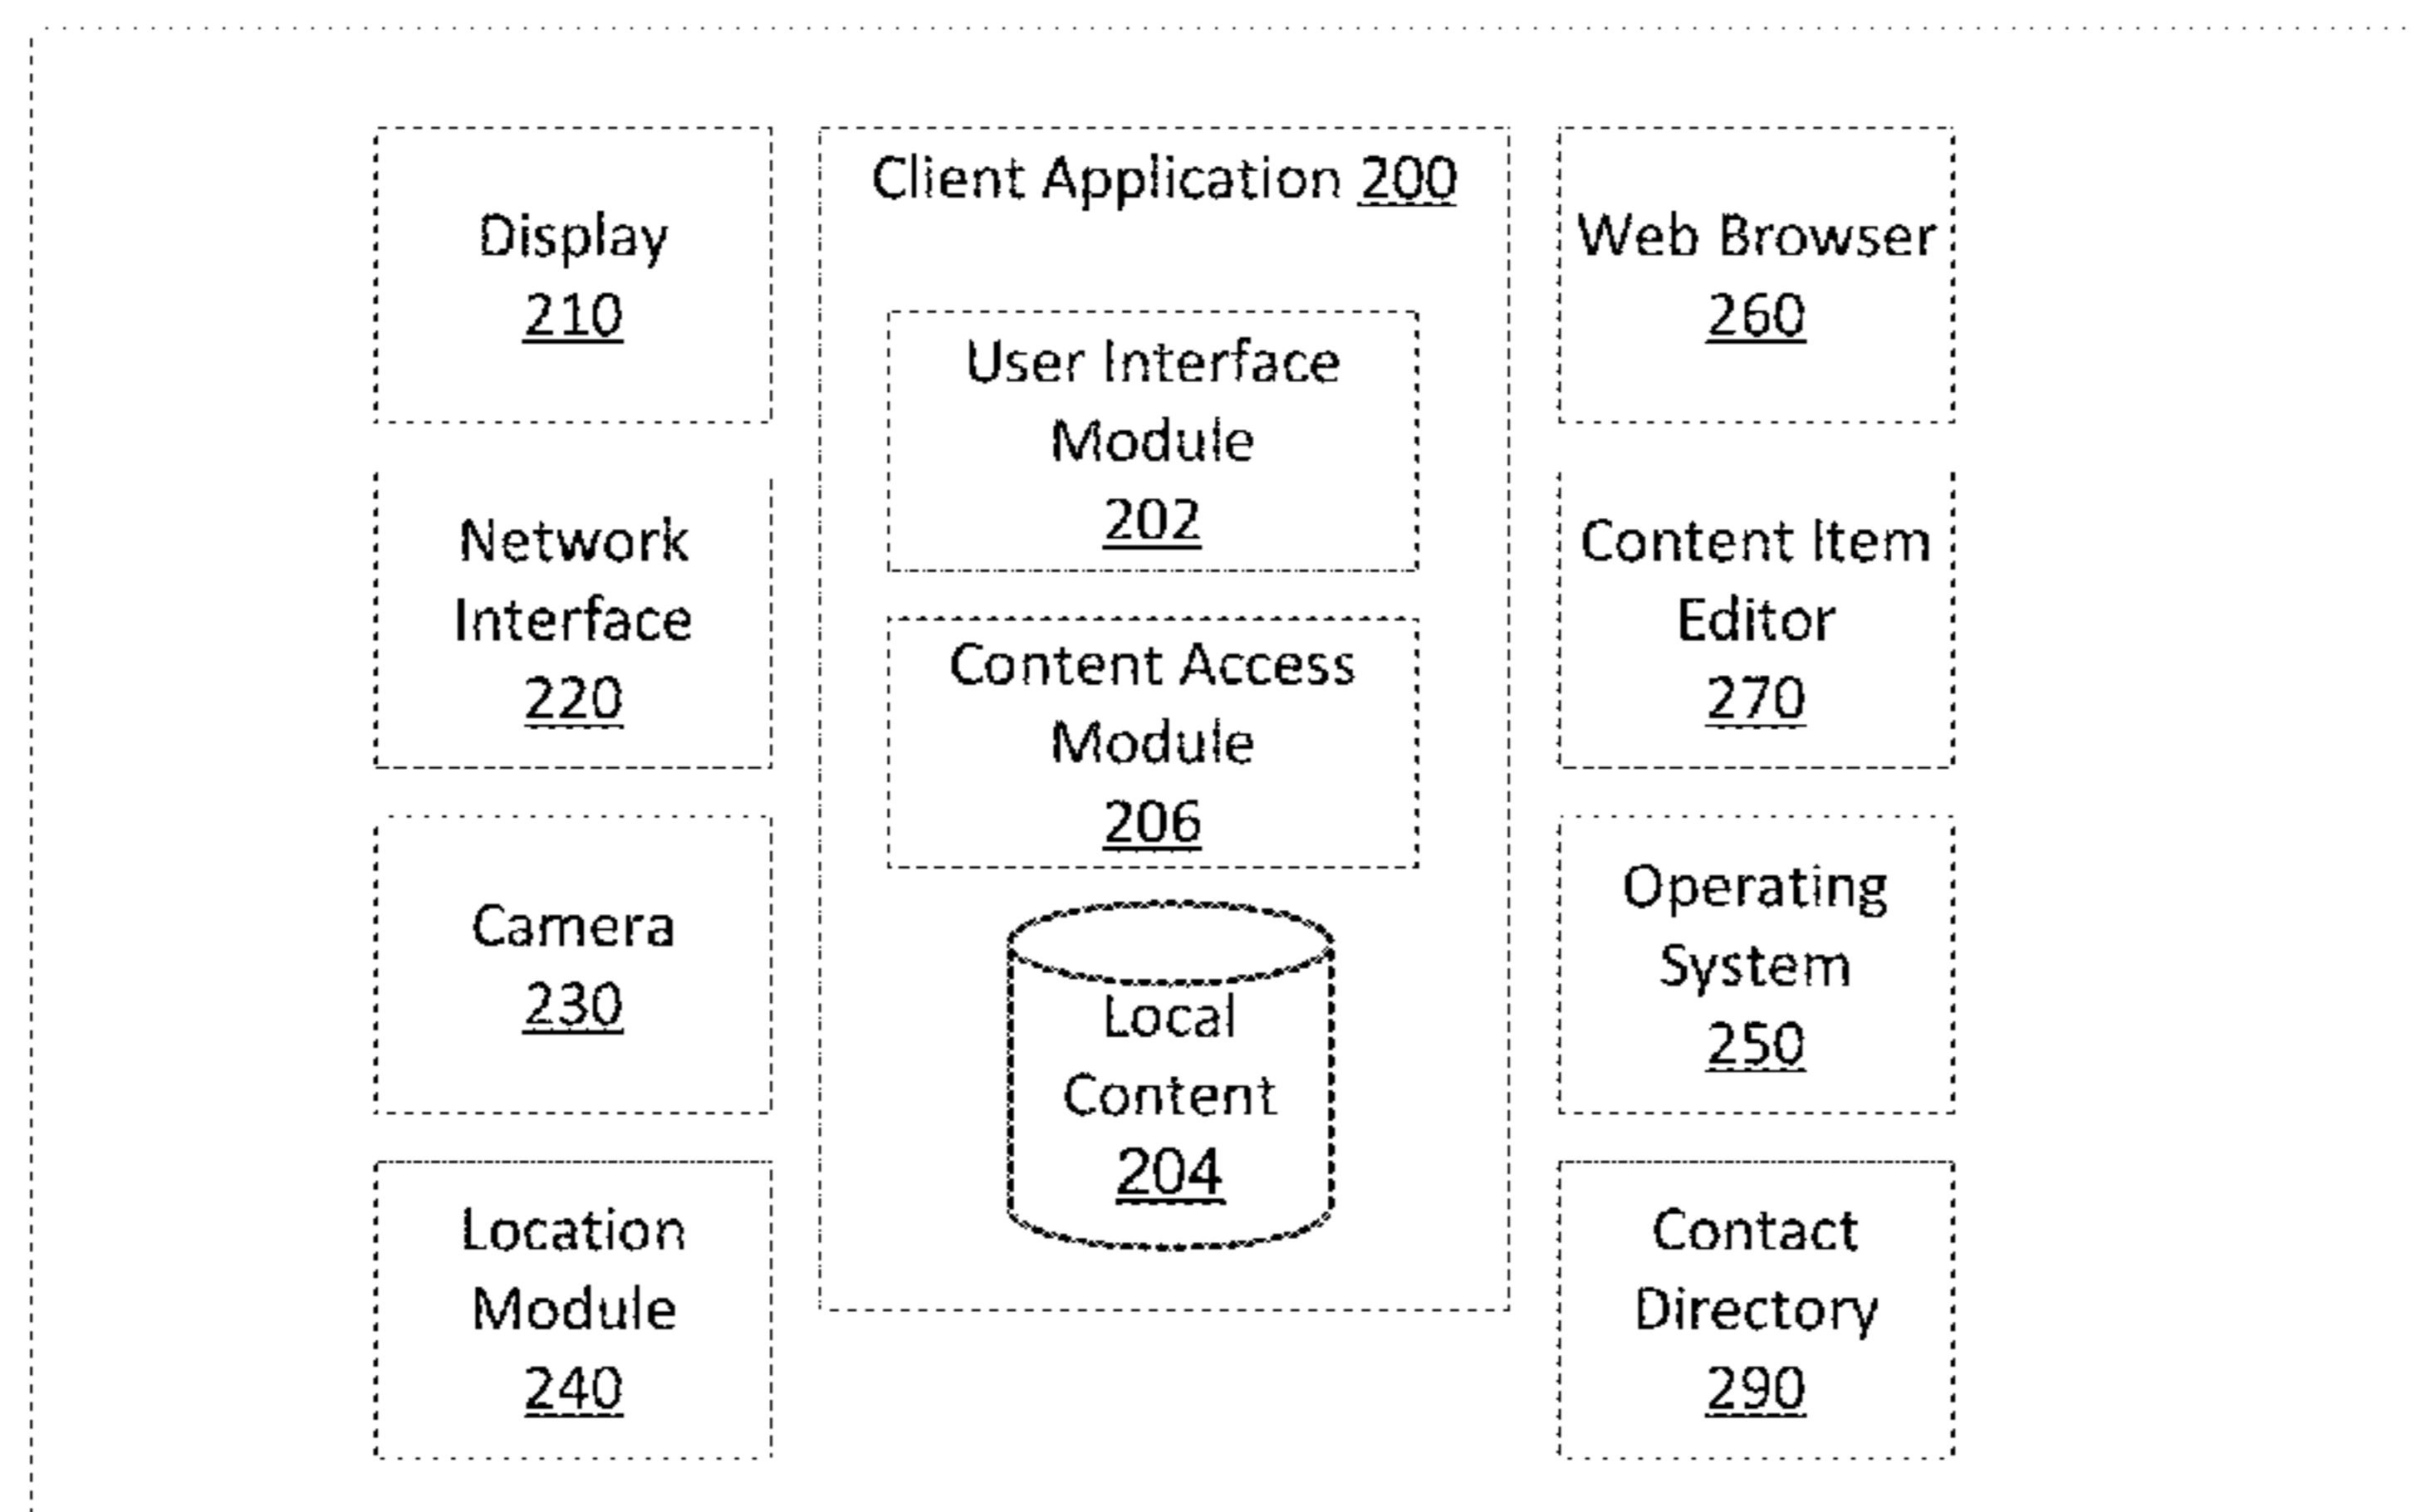 Display
210
Network
Interface
220
Camera
230
Location
Module
240
Client Application 200
User Interface
Module
202
Content Access
Module
206
Local
Content
204
Web Browser
260
Content Item
Editor
270
Operating
System
250
Contact
Directory
290